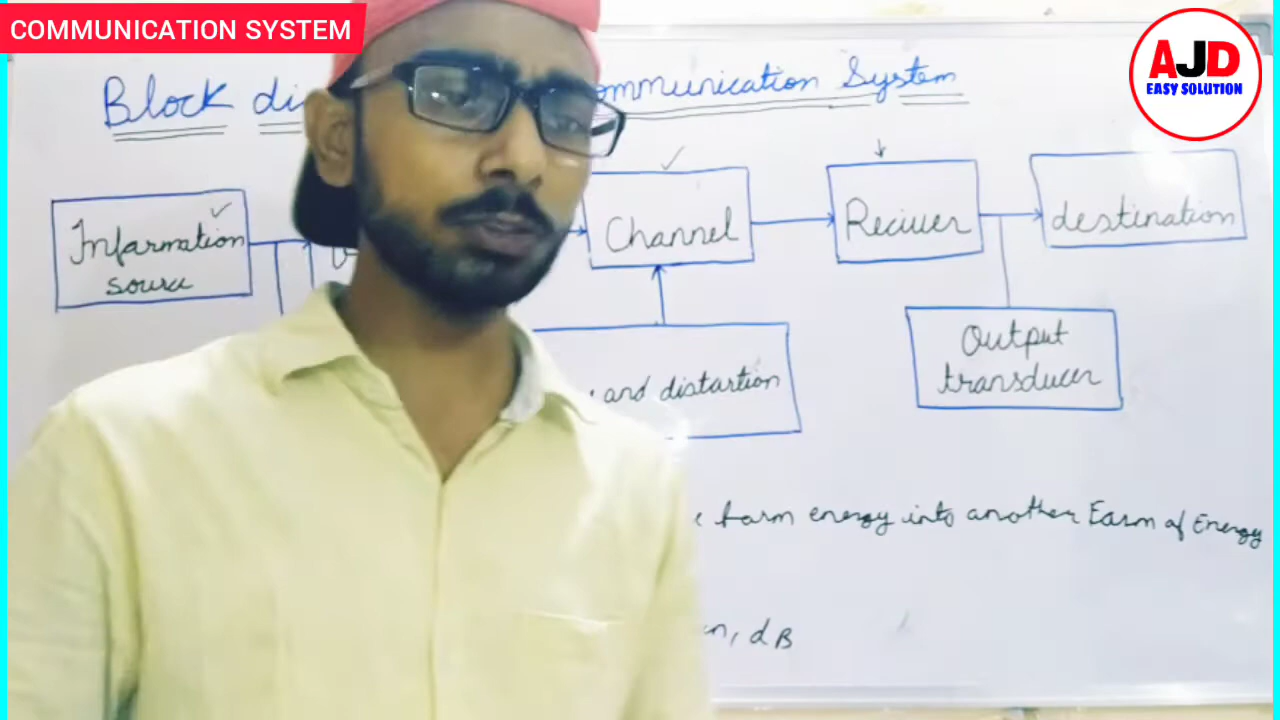 COMMUNICATION SYSTEM
AJD
EASY SOLUTION
Block di ommunication System
Infarmation
source
Channel
Reciver
destination
and distartion
Output
transducer
farm energy into another Earm of Energy
dB